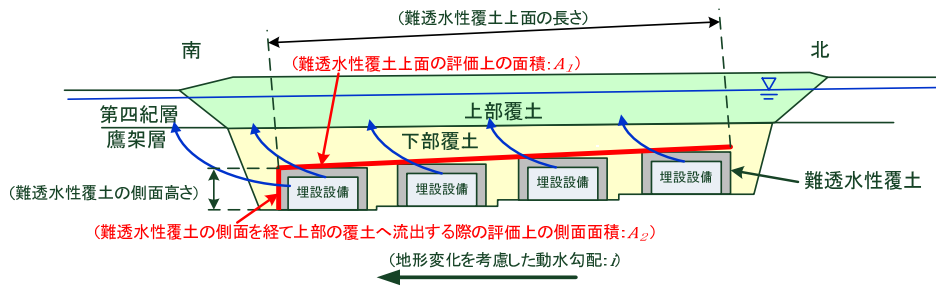 (難透水性覆土上面の長さ)
南
北
(難透水性覆土上面の評価上の面積:A1)
上部覆土
第四紀層
鷹架層
下部覆土
埋設設備
埋設設備
埋設設備
埋設設備
難透水性覆土
(難透水性覆土の側面高さ)
(難透水性覆土の側面を経て上部の覆土へ流出する際の評価上の側面面積:A2)
(地形変化を考慮した動水勾配:i)